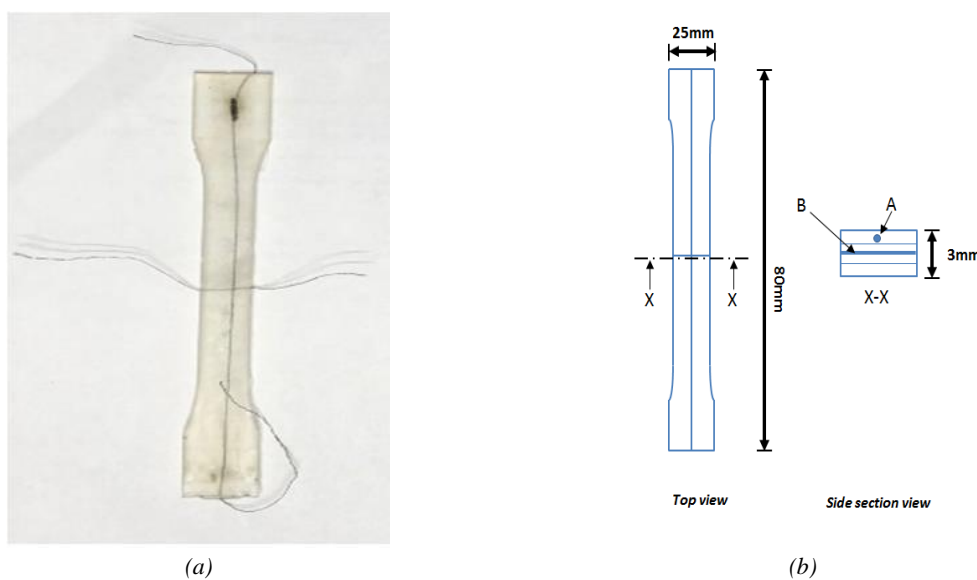 25mm
B
A
3mm
X
X
80mm
X-X
Top view
Side section view
(a)
(b)